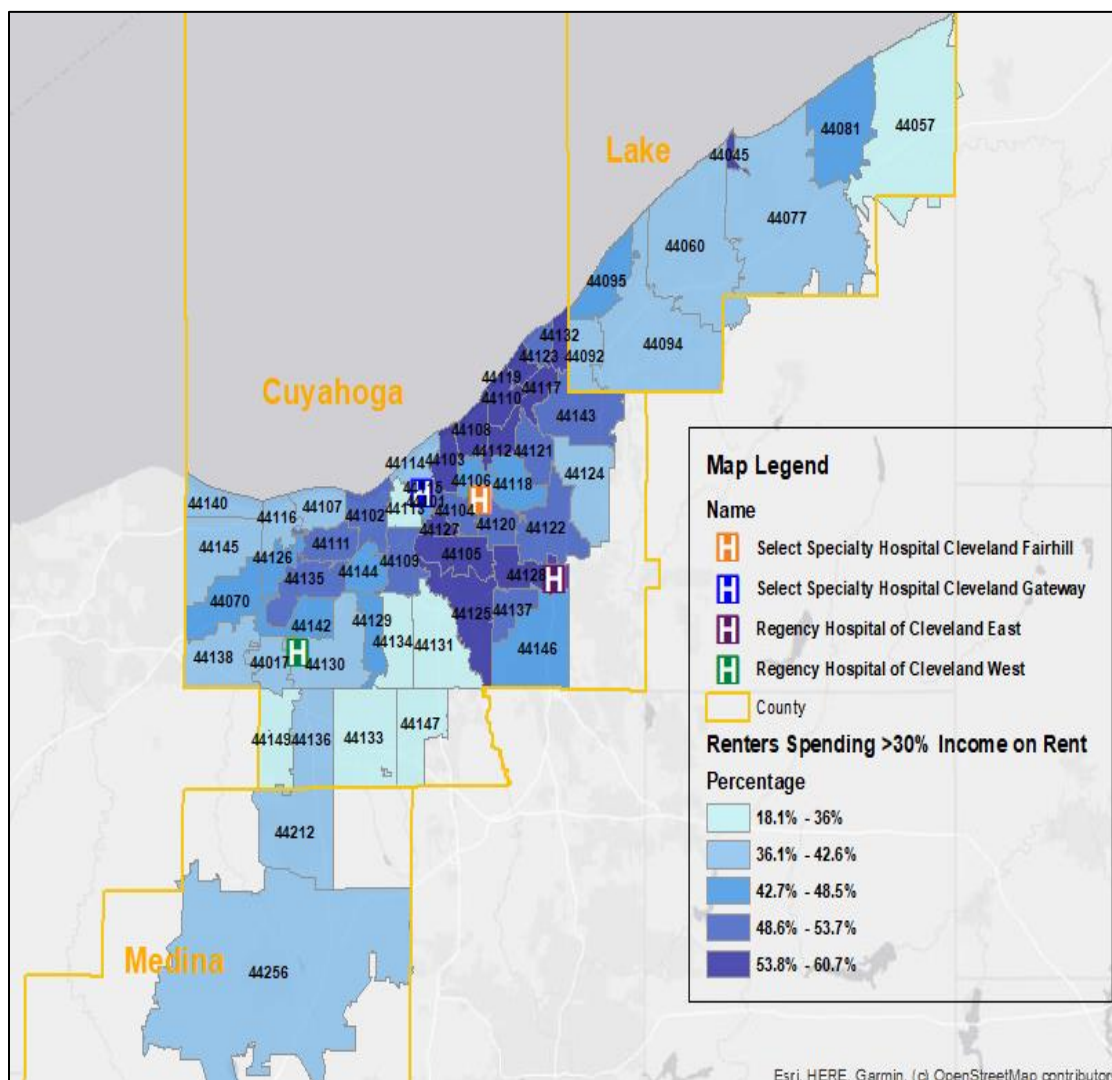 44057
44081
Lake
44045
44077
44060
44095
44132
44123
44092
44094
44119
44117
44110
Cuyahoga
44143
44108
44112
44121
44114
44103
44124
44106
44118
44140
44107
44113
44104
44116
44102
44127
44120
44122
44145
44126
44111
44109
44105
44135
44144
44128
44070
44125
44137
44142
44129
44134
44131
44146
44138
44017
44130
44149
44136
44133
44147
44212
Medina
44256
H
H
H
H
Map Legend
Name
H Select Specialty Hospital Cleveland Fairhill
H Select Specialty Hospital Cleveland Gateway
H Regency Hospital of Cleveland East
H Regency Hospital of Cleveland West
County
Renters Spending >30% Income on Rent
Percentage
18.1% - 36%
36.1% - 42.6%
42.7% - 48.5%
48.6% - 53.7%
53.8% - 60.7%
Esri, HERE, Garmin, (c) OpenStreetMap contributor